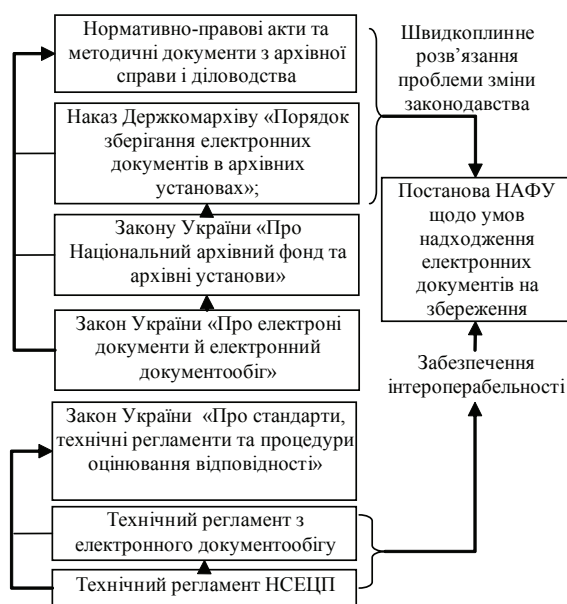 Нормативно-правові акти та
методичні документи з архівної
справи і діловодства
Наказ Держкомархіву «Порядок
зберігання електронних
документів в архівних
установах»;
Закону України «Про
Національний архівний фонд та
архівні установи»
Закон України «Про електроні
документи й електронний
документообіг»
Закон України «Про стандарти,
технічні регламенти та процедури
оцінювання відповідності»
Технічний регламент з
електронного документообігу
Технічний регламент НСЕЦП
Швидкоплинне
розв’язання
проблеми зміни
законодавства
Постанова НАФУ
щодо умов
надходження
електронних
документів на
збереження
Забезпечення
інтероперабельності